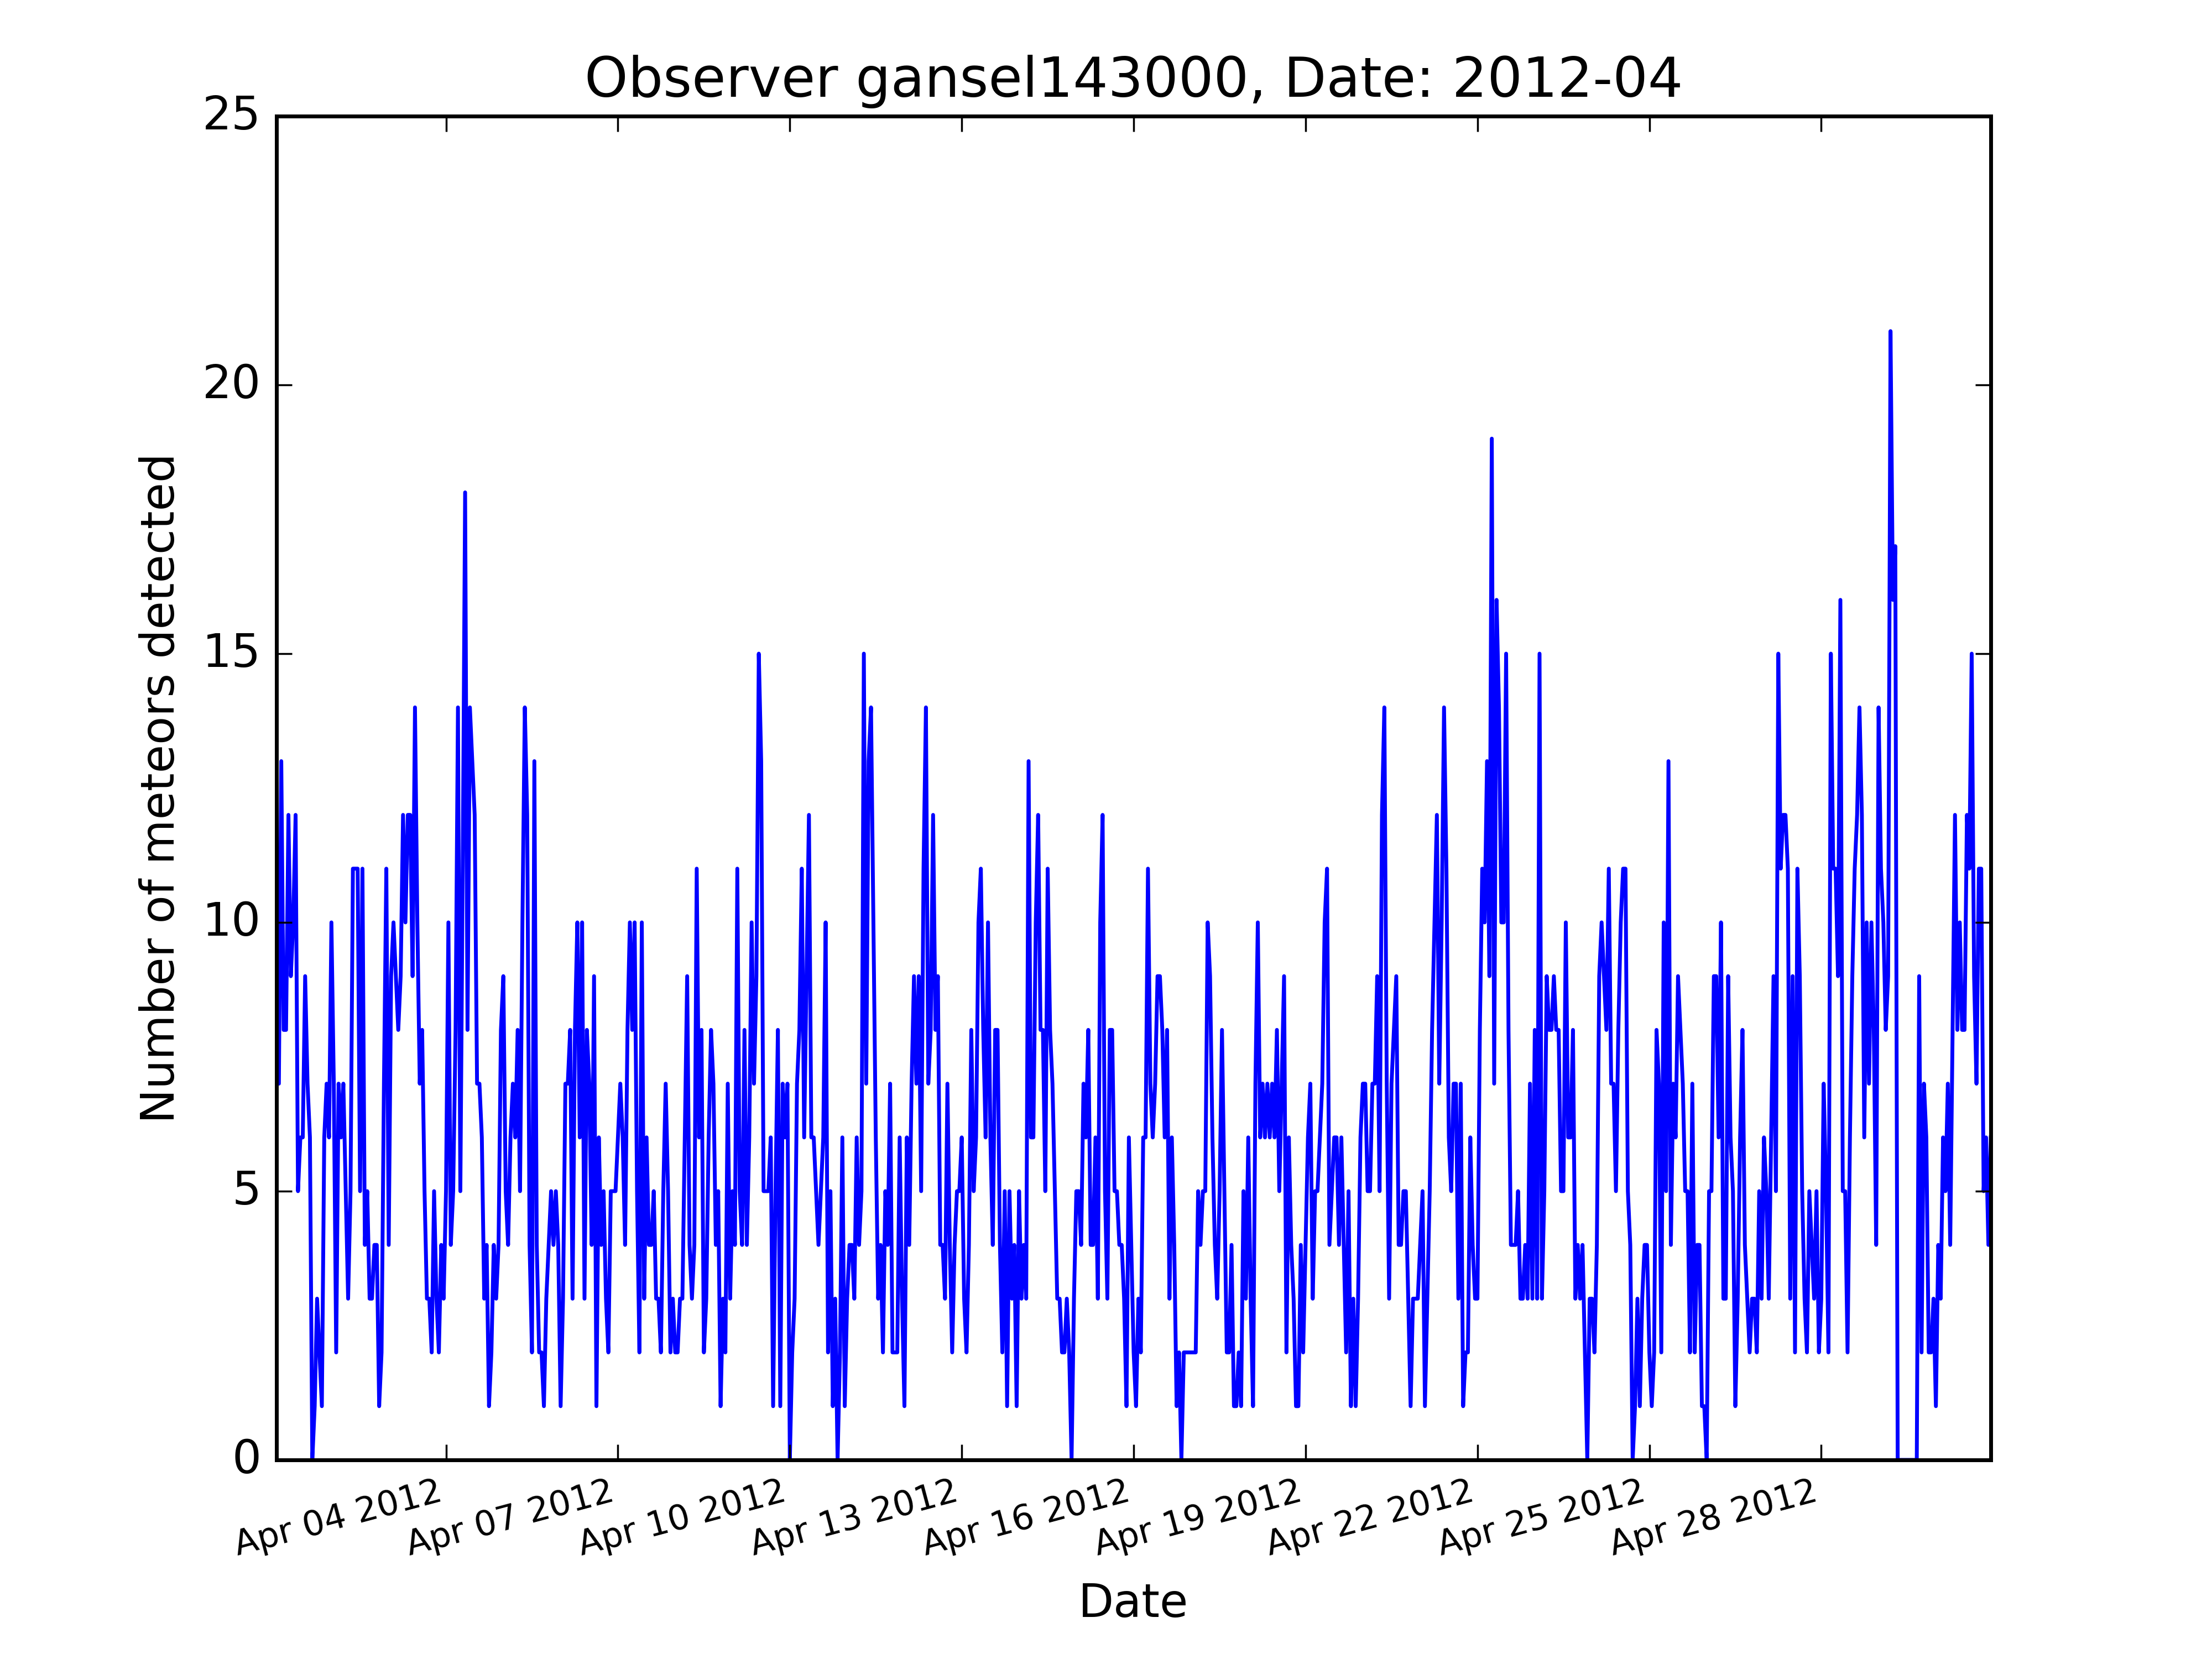 Observer gansel143000, Date: 2012-04
25
20
15
10
5
0
Number of meteors detected
Apr 04 2012
Apr 07 2012
Apr 10 2012
Apr 13 2012
Apr 16 2012
Apr 19 2012
Apr 22 2012
Apr 25 2012
Apr 28 2012
Date